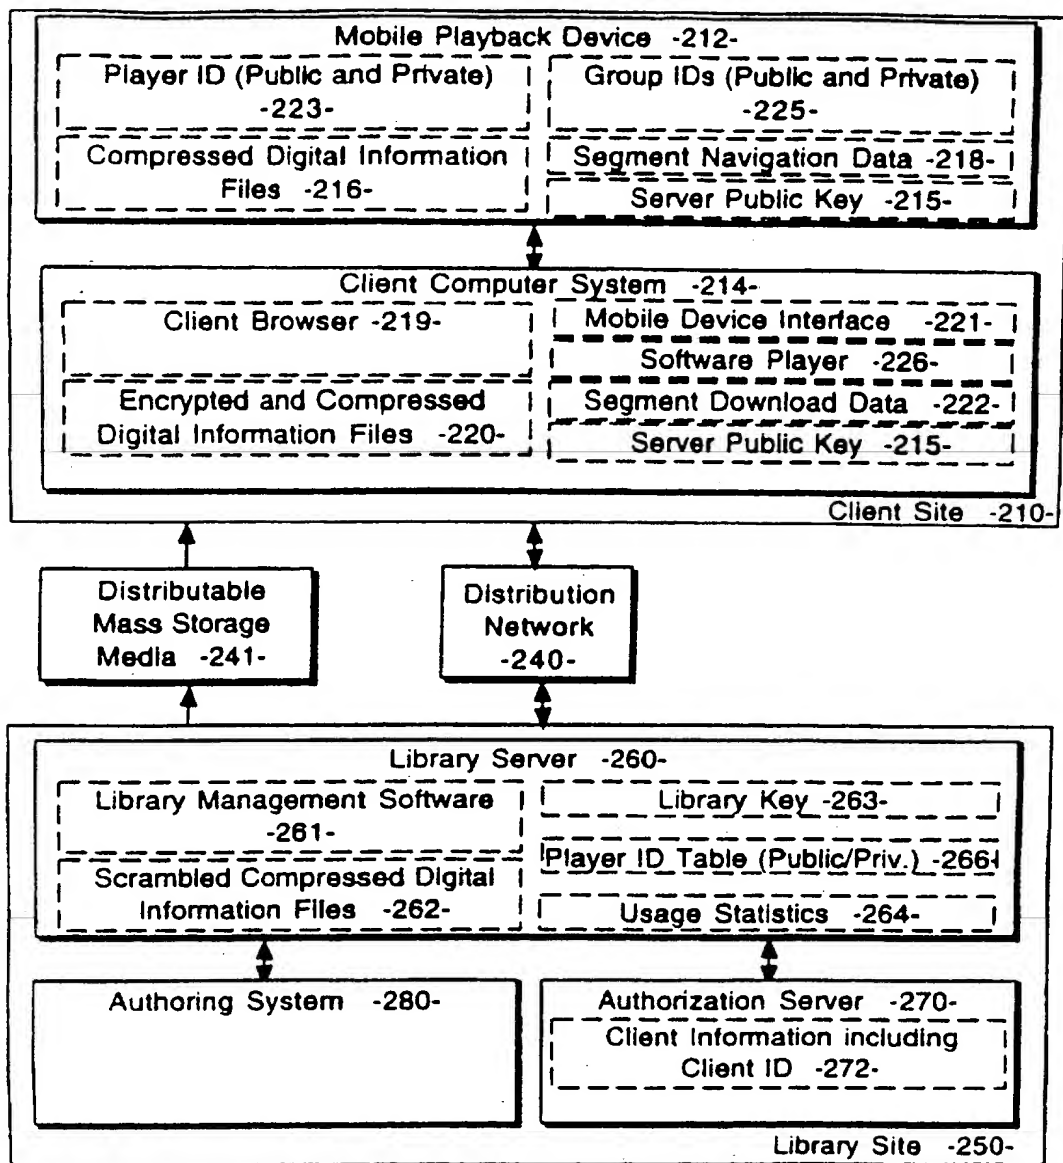 Mobile Playback Device -212-
Player ID (Public and Private)
-223-
Group IDs (Public and Private)
-225-
Compressed Digital Information
Files -216-
Segment Navigation Data -218-
Server Public Key -215-
Client Computer System -214-
Client Browser -219-
Mobile Device Interface -221-
Software Player -226-
Encrypted and Compressed
Digital Information Files -220-
Segment Download Data -222-
Server Public Key -215-
Client Site -210-
Distributable
Mass Storage
Media -241-
Distribution
Network
-240-
Library Server -260-
Library Management Software
-261-
Library Key -263-
Player ID Table (Public/Priv.) -266-
Scrambled Compressed Digital
Information Files -262-
Usage Statistics -264-
Authoring System -280-
Authorization Server -270-
Client Information including
Client ID -272-
Library Site -250-